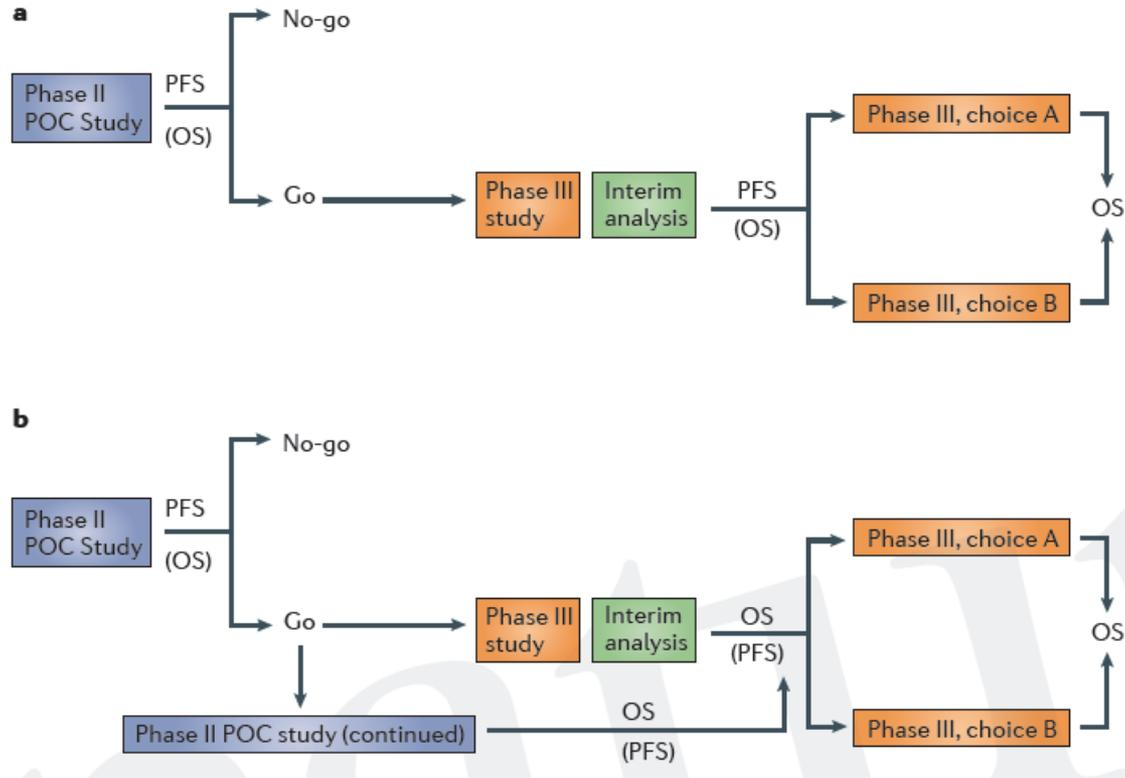 a
No-go
Phase II
POC Study
PFS
(OS)
Go
Phase III
study
Interim
analysis
PFS
(OS)
Phase III, choice A
OS
Phase III, choice B
b
No-go
Phase II
POC Study
PFS
(OS)
Go
Phase III
study
Interim
analysis
OS
(PFS)
Phase III, choice A
OS
Phase III, choice B
Phase II POC study (continued)
OS
(PFS)